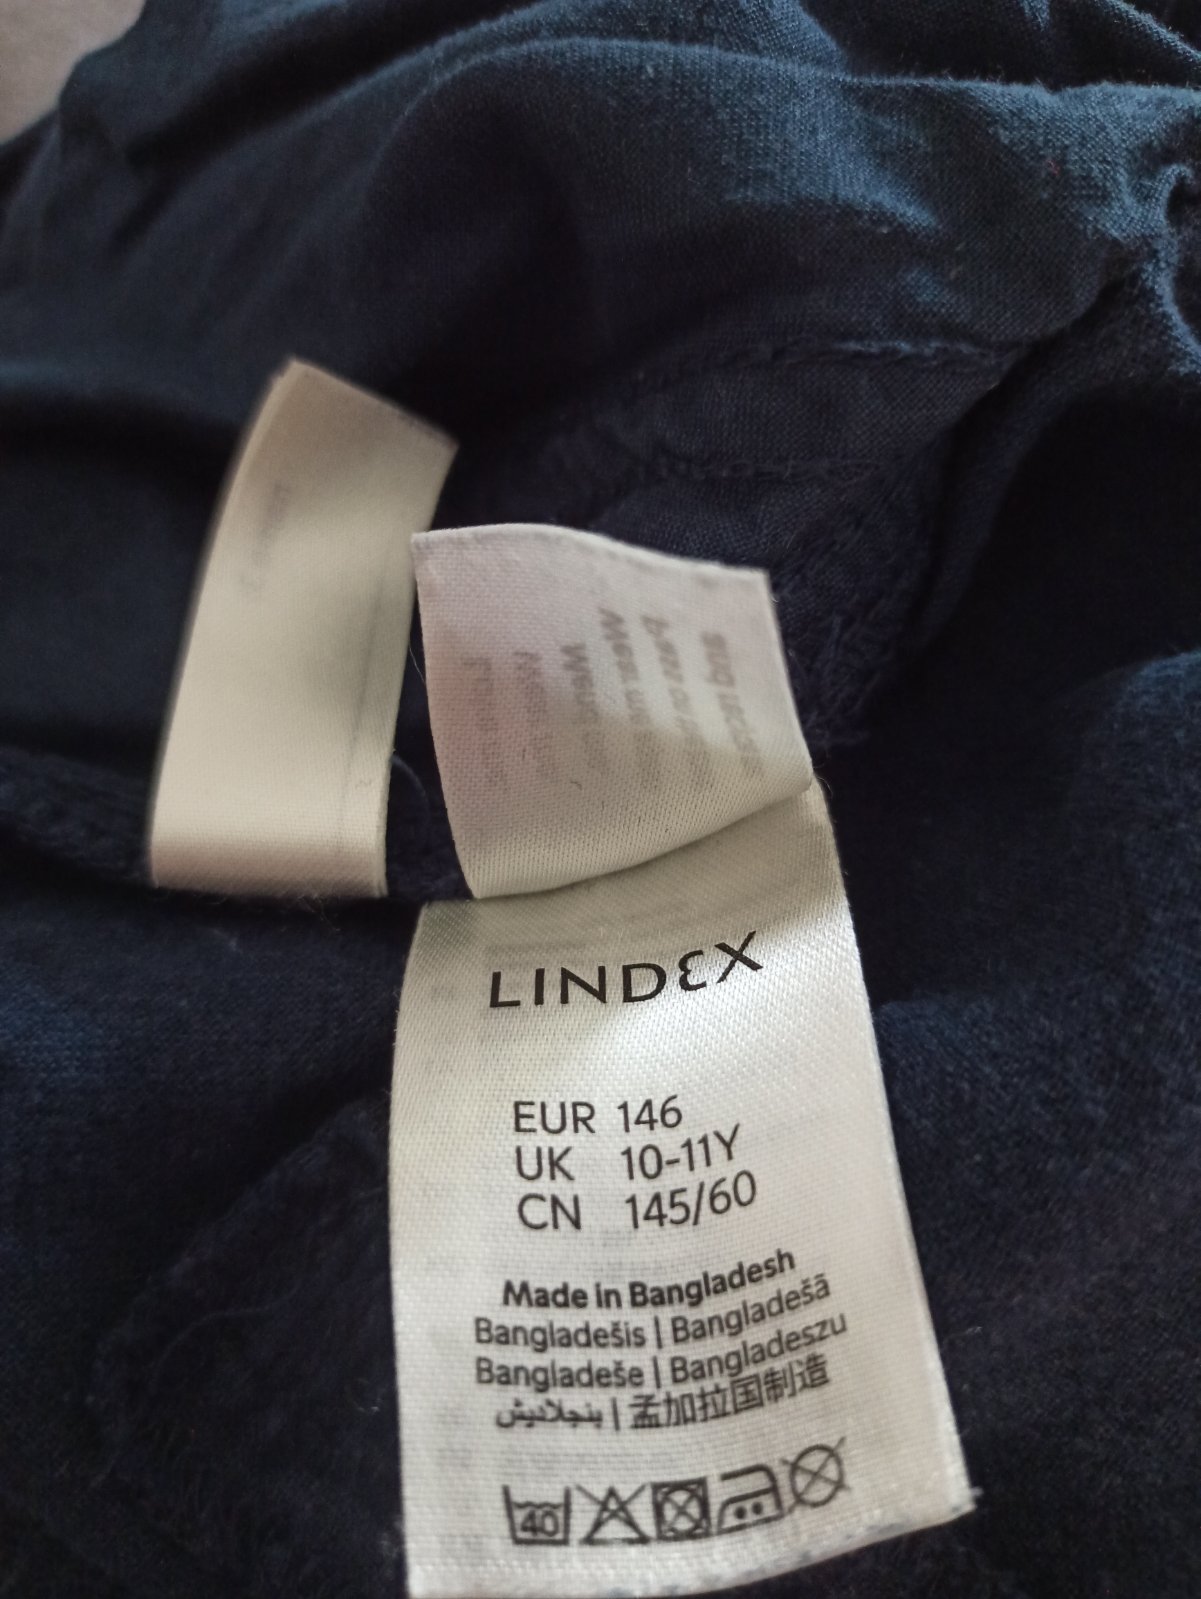 LINDEX
EUR 146
UK 10-11Y
CN 145/60
Made in Bangladesh
Bangladešis | Bangladešā
Bangladeše | Bangladeszu
بنجلاديش | 孟加拉国制造
40